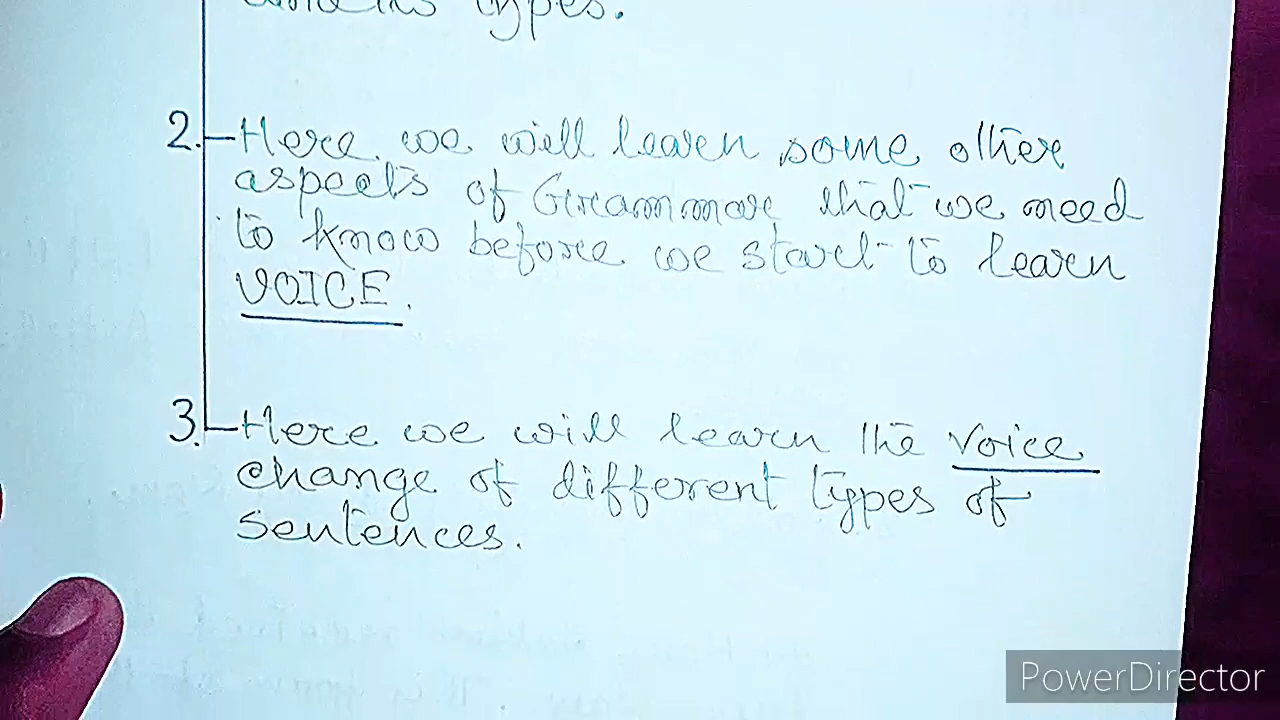 types.
2. Here we will learn some other
aspects of Grammar that we need
to know before we start to learn
VOICE.
3. Here we will learn the Voice
change of different types of
sentences.
PowerDirector